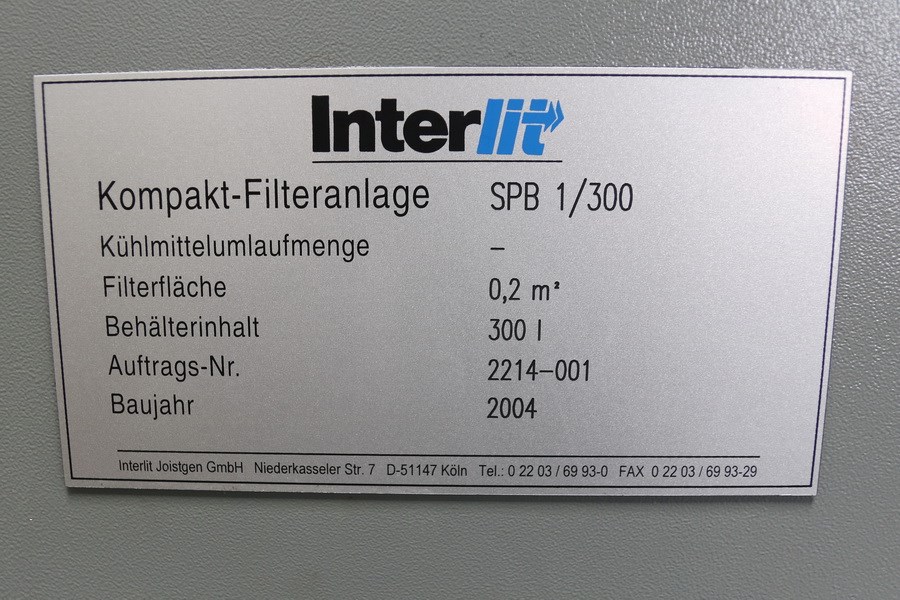 Interlit
Kompakt-Filteranlage SPB 1/300
Kühlmittelumlaufmenge –
Filterfläche 0,2 m²
Behälterinhalt 300 l
Auftrags-Nr. 2214-001
Baujahr 2004
Interlit Joistgen GmbH Niederkasseler Str. 7 D-51147 Köln Tel.: 0 22 03 / 69 93-0 FAX 0 22 03 / 69 93-29